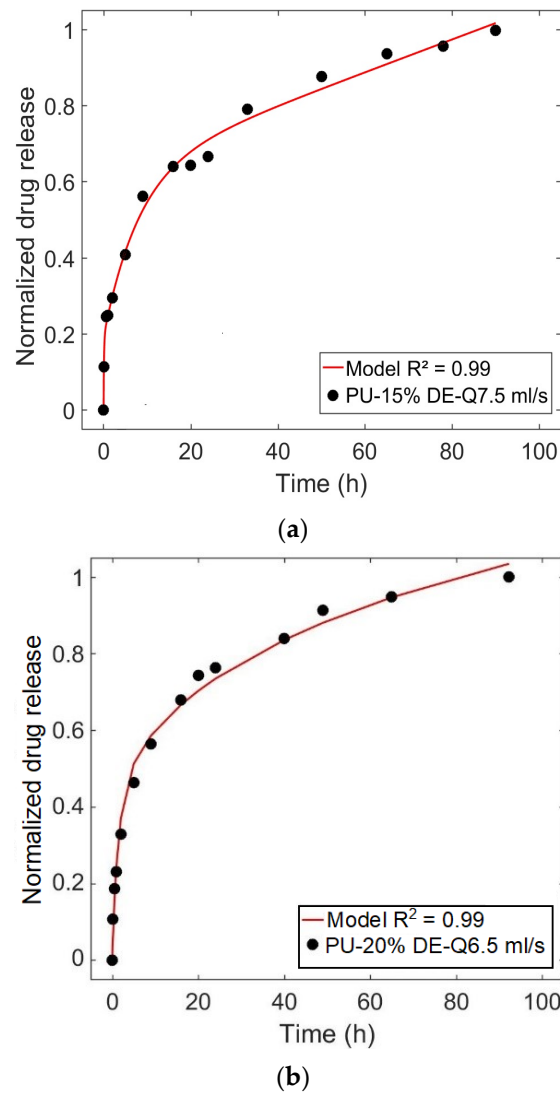 1
0.8
0.6
0.4
0.2
0
Normalized drug release
Model R² = 0.99
PU-15% DE-Q7.5 ml/s
0 20 40 60 80 100
Time (h)
(a)
1
0.8
0.6
0.4
0.2
0
Normalized drug release
Model R² = 0.99
PU-20% DE-Q6.5 ml/s
0 20 40 60 80 100
Time (h)
(b)